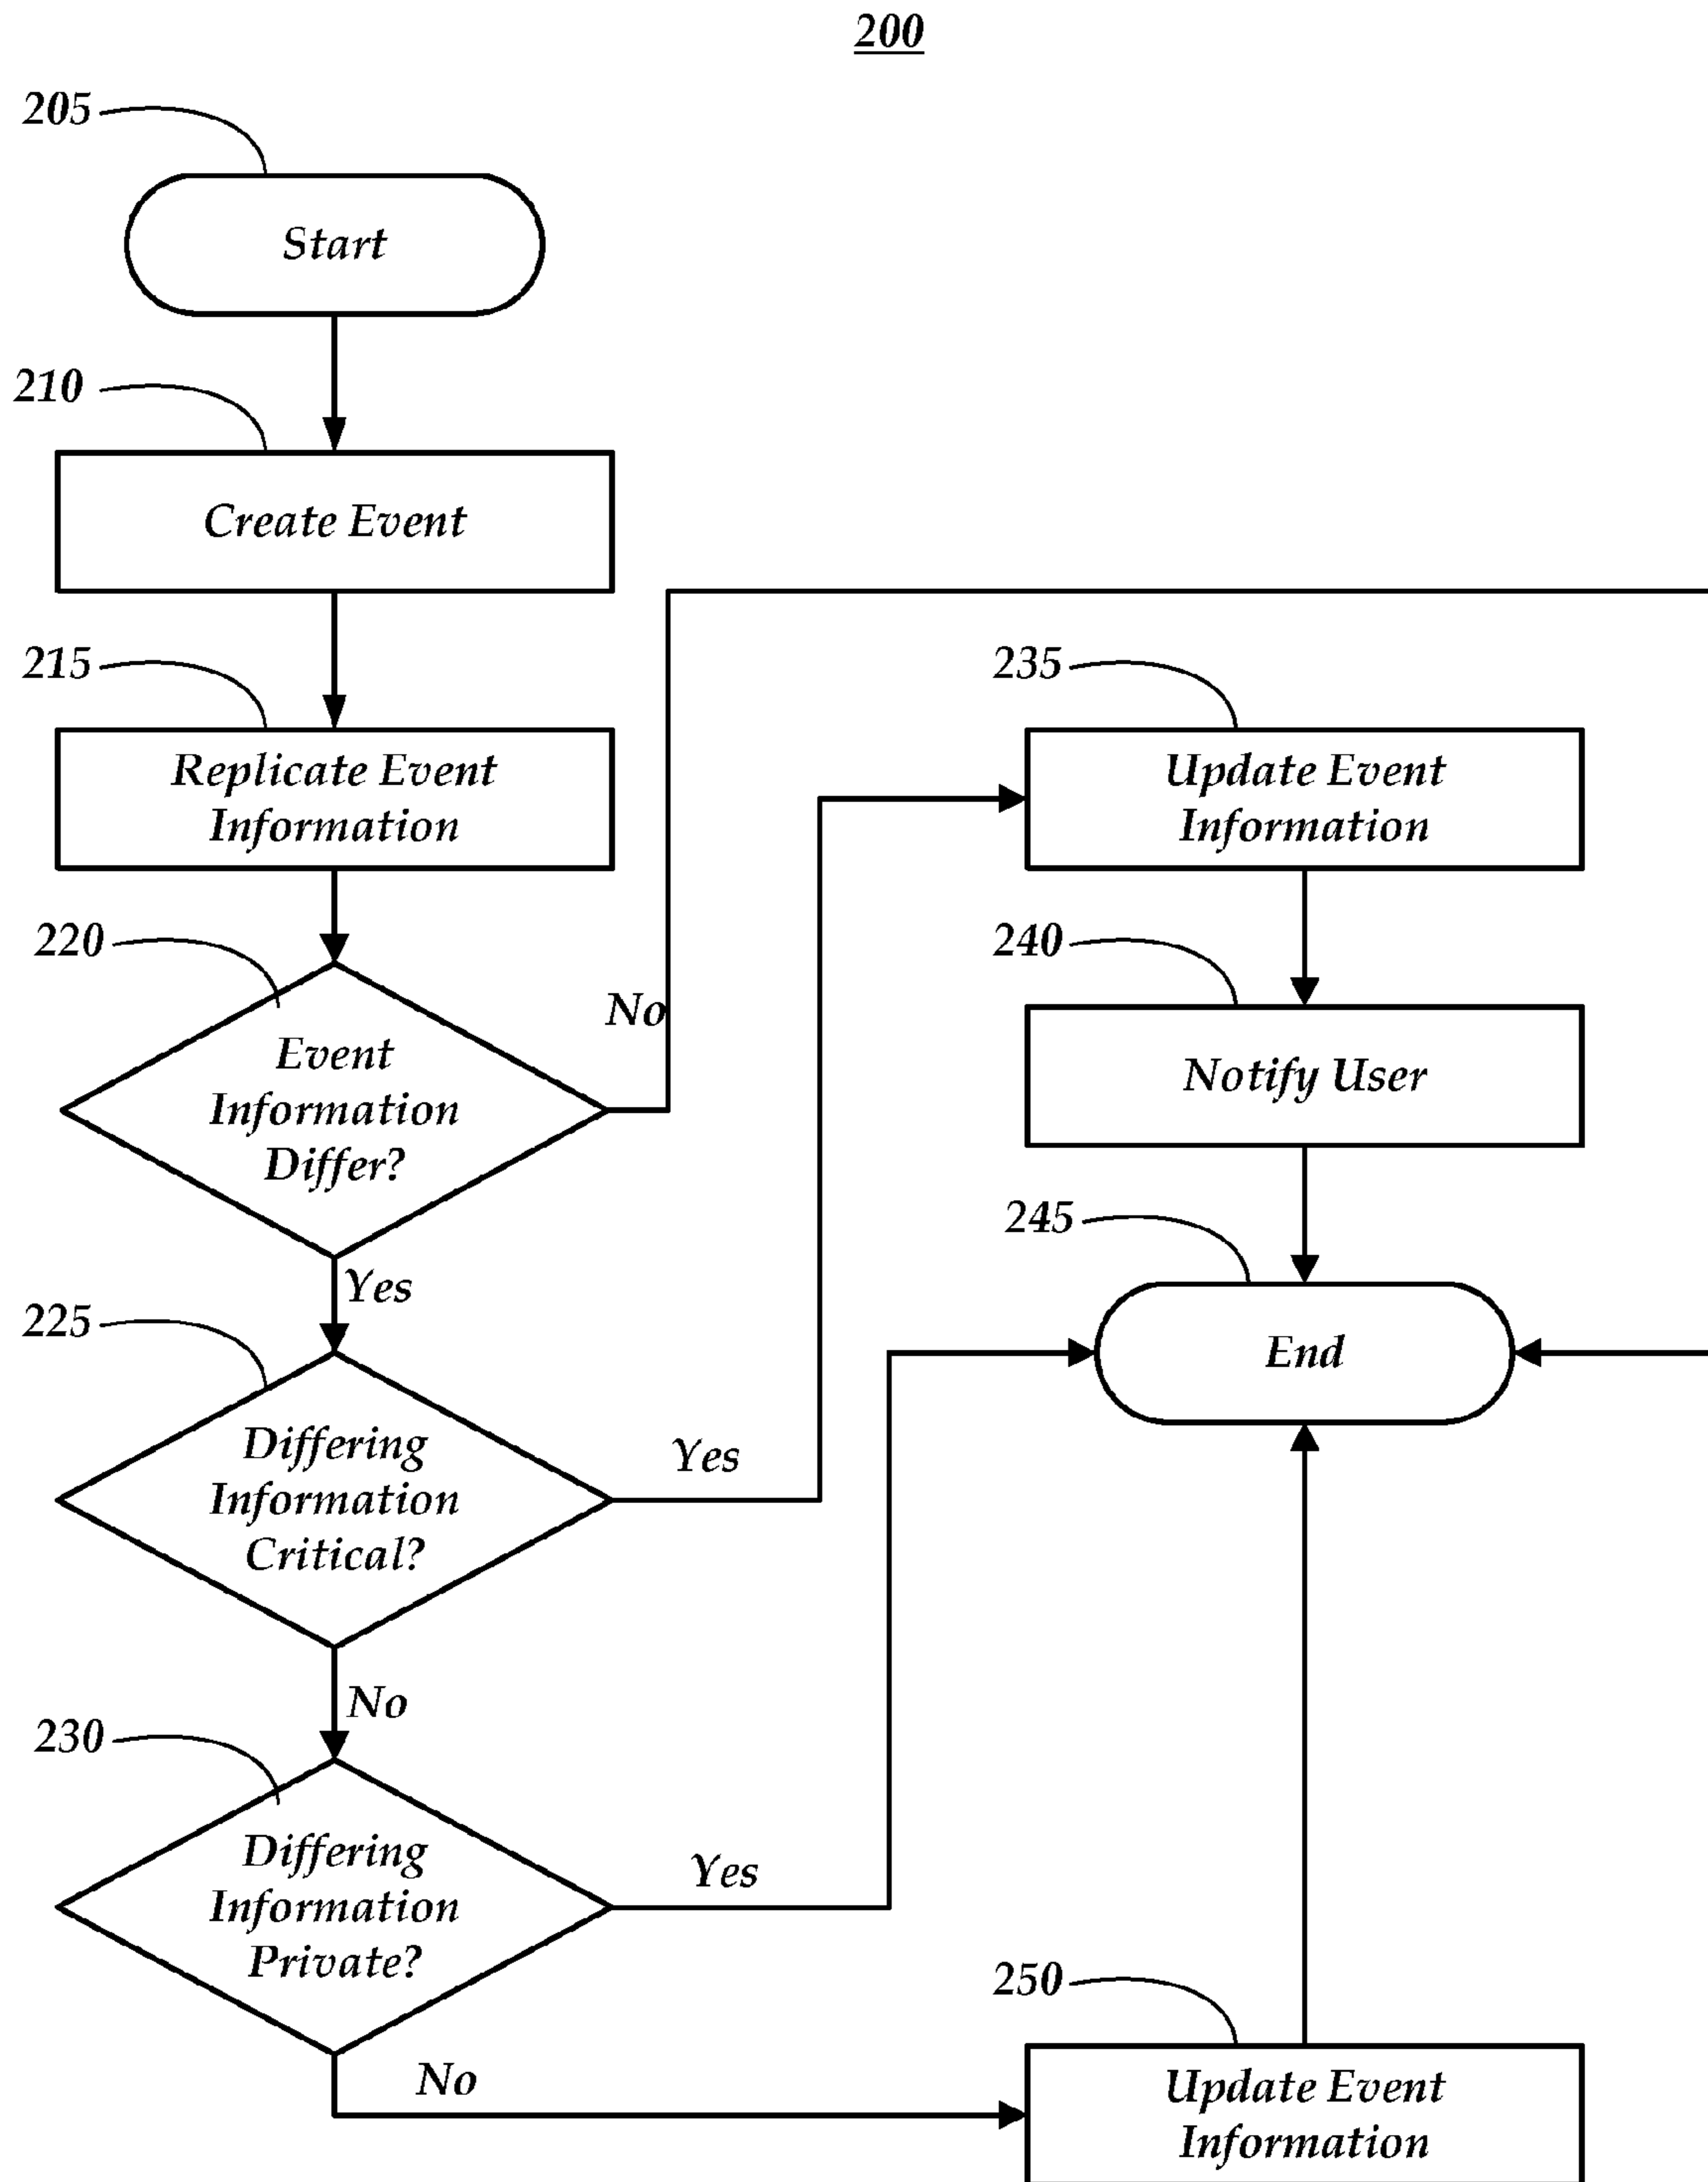 200
205
Start
210
Create Event
215
Replicate Event
Information
220
Event
Information
Differ?
No
Yes
225
Differing
Information
Critical?
Yes
No
230
Differing
Information
Private?
Yes
No
235
Update Event
Information
240
Notify User
245
End
250
Update Event
Information